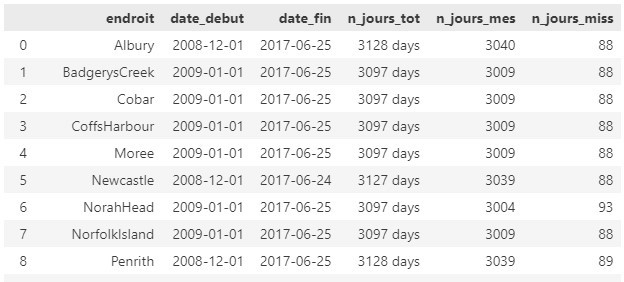 endroit date_debut date_fin n_jours_tot n_jours_mes n_jours_miss
0 Albury 2008-12-01 2017-06-25 3128 days 3040 88
1 BadgerysCreek 2009-01-01 2017-06-25 3097 days 3009 88
2 Cobar 2009-01-01 2017-06-25 3097 days 3009 88
3 CoffsHarbour 2009-01-01 2017-06-25 3097 days 3009 88
4 Moree 2009-01-01 2017-06-25 3097 days 3009 88
5 Newcastle 2008-12-01 2017-06-24 3127 days 3039 88
6 NorahHead 2009-01-01 2017-06-25 3097 days 3004 93
7 NorfolkIsland 2009-01-01 2017-06-25 3097 days 3009 88
8 Penrith 2008-12-01 2017-06-25 3128 days 3039 89